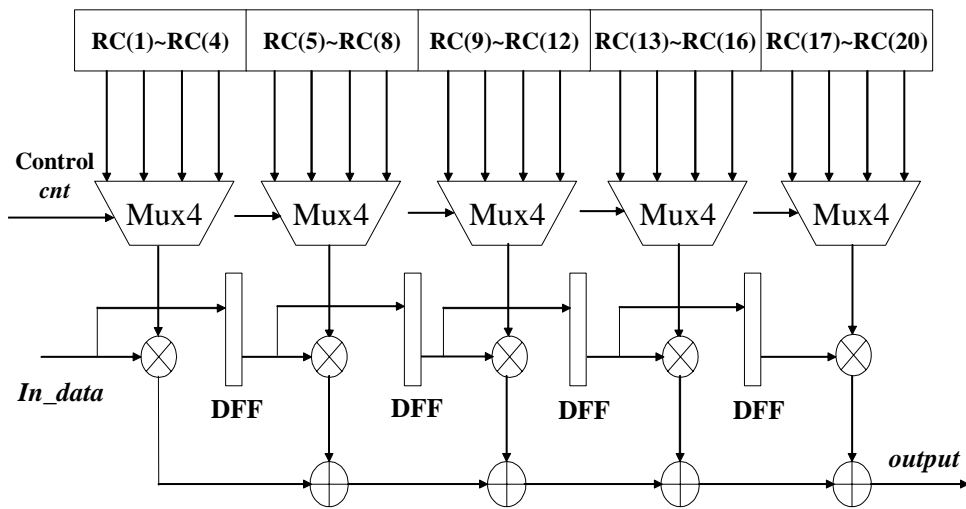 RC(1)~RC(4) RC(5)~RC(8) RC(9)~RC(12) RC(13)~RC(16) RC(17)~RC(20)
Control
cnt
Mux4 Mux4 Mux4 Mux4 Mux4
In_data
DFF DFF DFF DFF
output